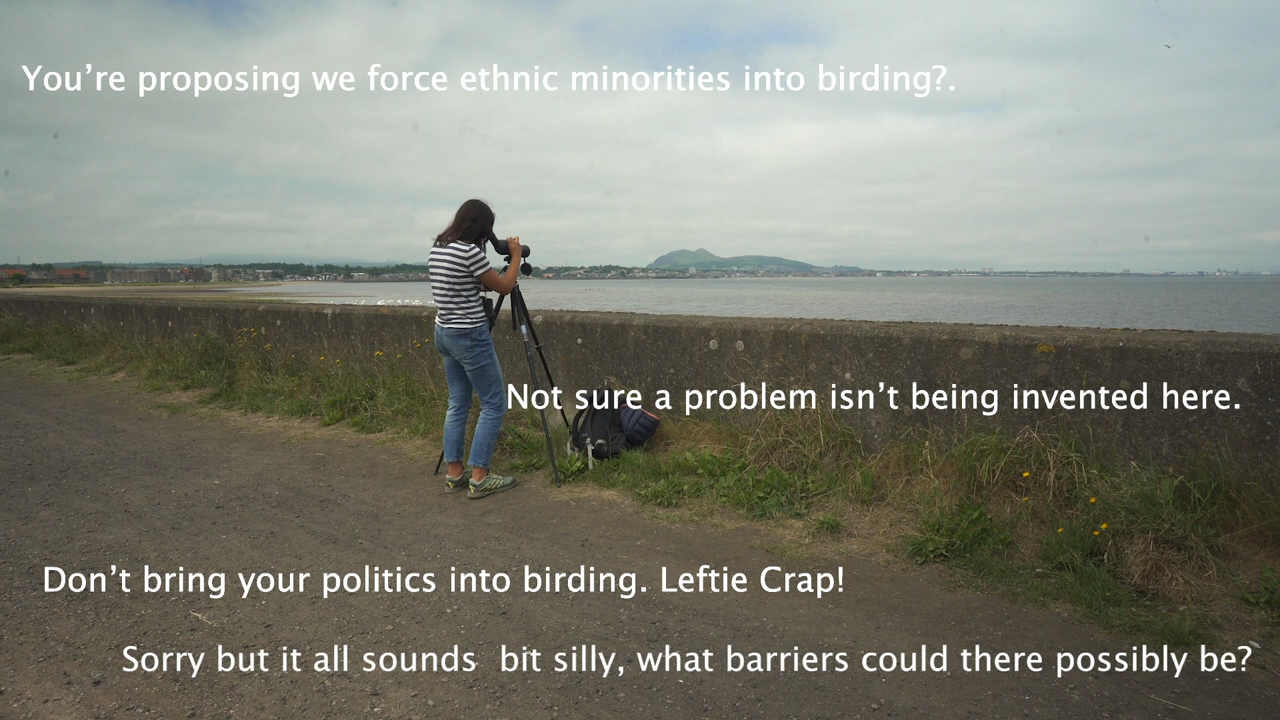 You’re proposing we force ethnic minorities into birding?.
Not sure a problem isn’t being invented here.
Don’t bring your politics into birding. Leftie Crap!
Sorry but it all sounds  bit silly, what barriers could there possibly be?